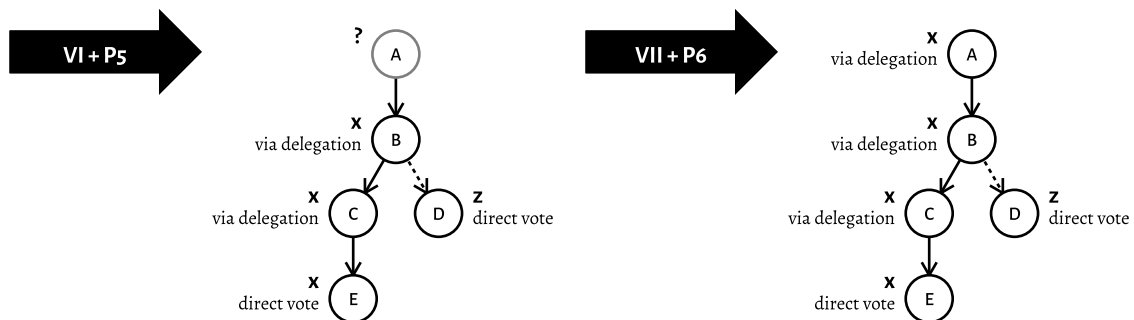 VI + P5
?
A
x
via delegation
B
x
via delegation
C
D
z
direct vote
x
direct vote
E
VII + P6
x
via delegation
A
x
via delegation
B
x
via delegation
C
D
z
direct vote
x
direct vote
E